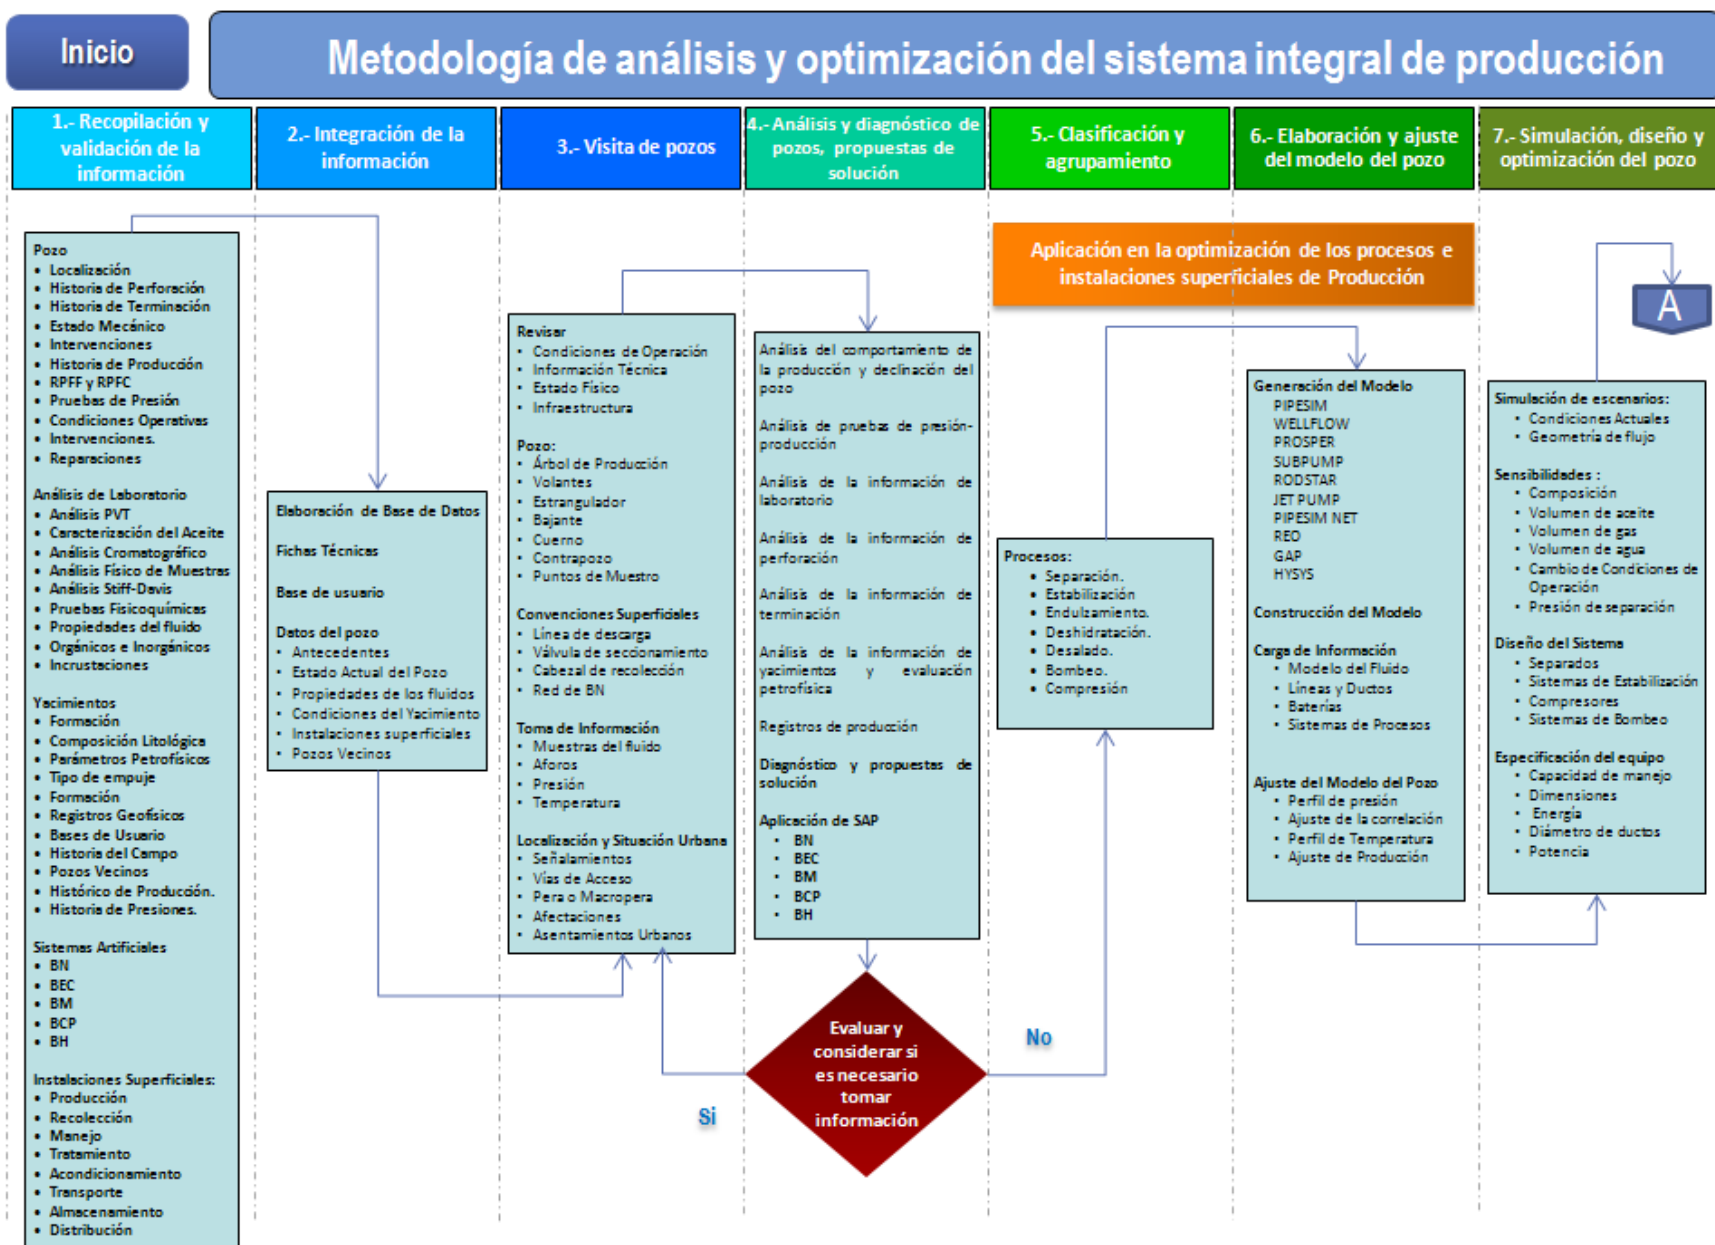 Inicio
Metodología de análisis y optimización del sistema integral de producción
1.- Recopilación y
validación de la
información
2.- Integración de la
información
3.- Visita de pozos
4.- Análisis y diagnóstico de
pozos, propuestas de
solución
5.- Clasificación y
agrupamiento
6.- Elaboración y ajuste
del modelo del pozo
7.- Simulación, diseño y
optimización del pozo
Pozo
• Localización
• Historia de Perforación
• Historia de Terminación
• Estado Mecánico
• Intervenciones
• Historia de Producción
• RPFF y RPFC
• Pruebas de Presión
• Condiciones Operativas
• Intervenciones.
• Reparaciones
Análisis de Laboratorio
• Análisis PVT
• Caracterización del Aceite
• Análisis Cromatográfico
• Análisis Físico de Muestras
• Análisis Stiff-Davis
• Pruebas Fisicoquímicas
• Propiedades del fluido
• Orgánicos e Inorgánicos
• Incrustaciones
Yacimientos
• Formación
• Composición Litológica
• Parámetros Petrofísicos
• Tipo de empuje
• Formación
• Registros Geofísicos
• Bases de Usuario
• Historia del Campo
• Pozos Vecinos
• Histórico de Producción.
• Historia de Presiones.
Sistemas Artificiales
• BN
• BEC
• BM
• BCP
• BH
Instalaciones Superficiales:
• Producción
• Recolección
• Manejo
• Tratamiento
• Acondicionamiento
• Transporte
• Almacenamiento
• Distribución
Elaboración de Base de Datos
Fichas Técnicas
Base de usuario
Datos del pozo
• Antecedentes
• Estado Actual del Pozo
• Propiedades de los fluidos
• Condiciones del Yacimiento
• Instalaciones superficiales
• Pozos Vecinos
Revisar
• Condiciones de Operación
• Información Técnica
• Estado Físico
• Infraestructura
Pozo:
• Árbol de Producción
• Volantes
• Estrangulador
• Bajante
• Cuerno
• Contrapozo
• Puntos de Muestro
Convenciones Superficiales
• Línea de descarga
• Válvula de seccionamiento
• Cabezal de recolección
• Red de BN
Toma de Información
• Muestras del fluido
• Aforos
• Presión
• Temperatura
Localización y Situación Urbana
• Señalamientos
• Vías de Acceso
• Pera o Macropera
• Afectaciones
• Asentamientos Urbanos
Análisis del comportamiento de
la producción y declinación del
pozo
Análisis de pruebas de presión-
producción
Análisis de la información de
laboratorio
Análisis de la información de
perforación
Análisis de la información de
terminación
Análisis de la información de
yacimientos y evaluación
petrofísica
Registros de producción
Diagnóstico y propuestas de
solución
Aplicación de SAP
• BN
• BEC
• BM
• BCP
• BH
Evaluar y
considerar si
es necesario
tomar
información
Si
No
Aplicación en la optimización de los procesos e
instalaciones superficiales de Producción
Procesos:
• Separación.
• Estabilización
• Endulzamiento.
• Deshidratación.
• Desalado.
• Bombeo.
• Compresión
Generación del Modelo
PIPESIM
WELLFLOW
PROSPER
SUBPUMP
RODSTAR
JET PUMP
PIPESIM NET
REO
GAP
HYSYS
Construcción del Modelo
Carga de Información
• Modelo del Fluido
• Líneas y Ductos
• Baterías
• Sistemas de Procesos
Ajuste del Modelo del Pozo
• Perfil de presión
• Ajuste de la correlación
• Perfil de Temperatura
• Ajuste de Producción
A
Simulación de escenarios:
• Condiciones Actuales
• Geometría de flujo
Sensibilidades :
• Composición
• Volumen de aceite
• Volumen de gas
• Volumen de agua
• Cambio de Condiciones de
Operación
• Presión de separación
Diseño del Sistema
• Separados
• Sistemas de Estabilización
• Compresores
• Sistemas de Bombeo
Especificación del equipo
• Capacidad de manejo
• Dimensiones
• Energía
• Diámetro de ductos
• Potencia